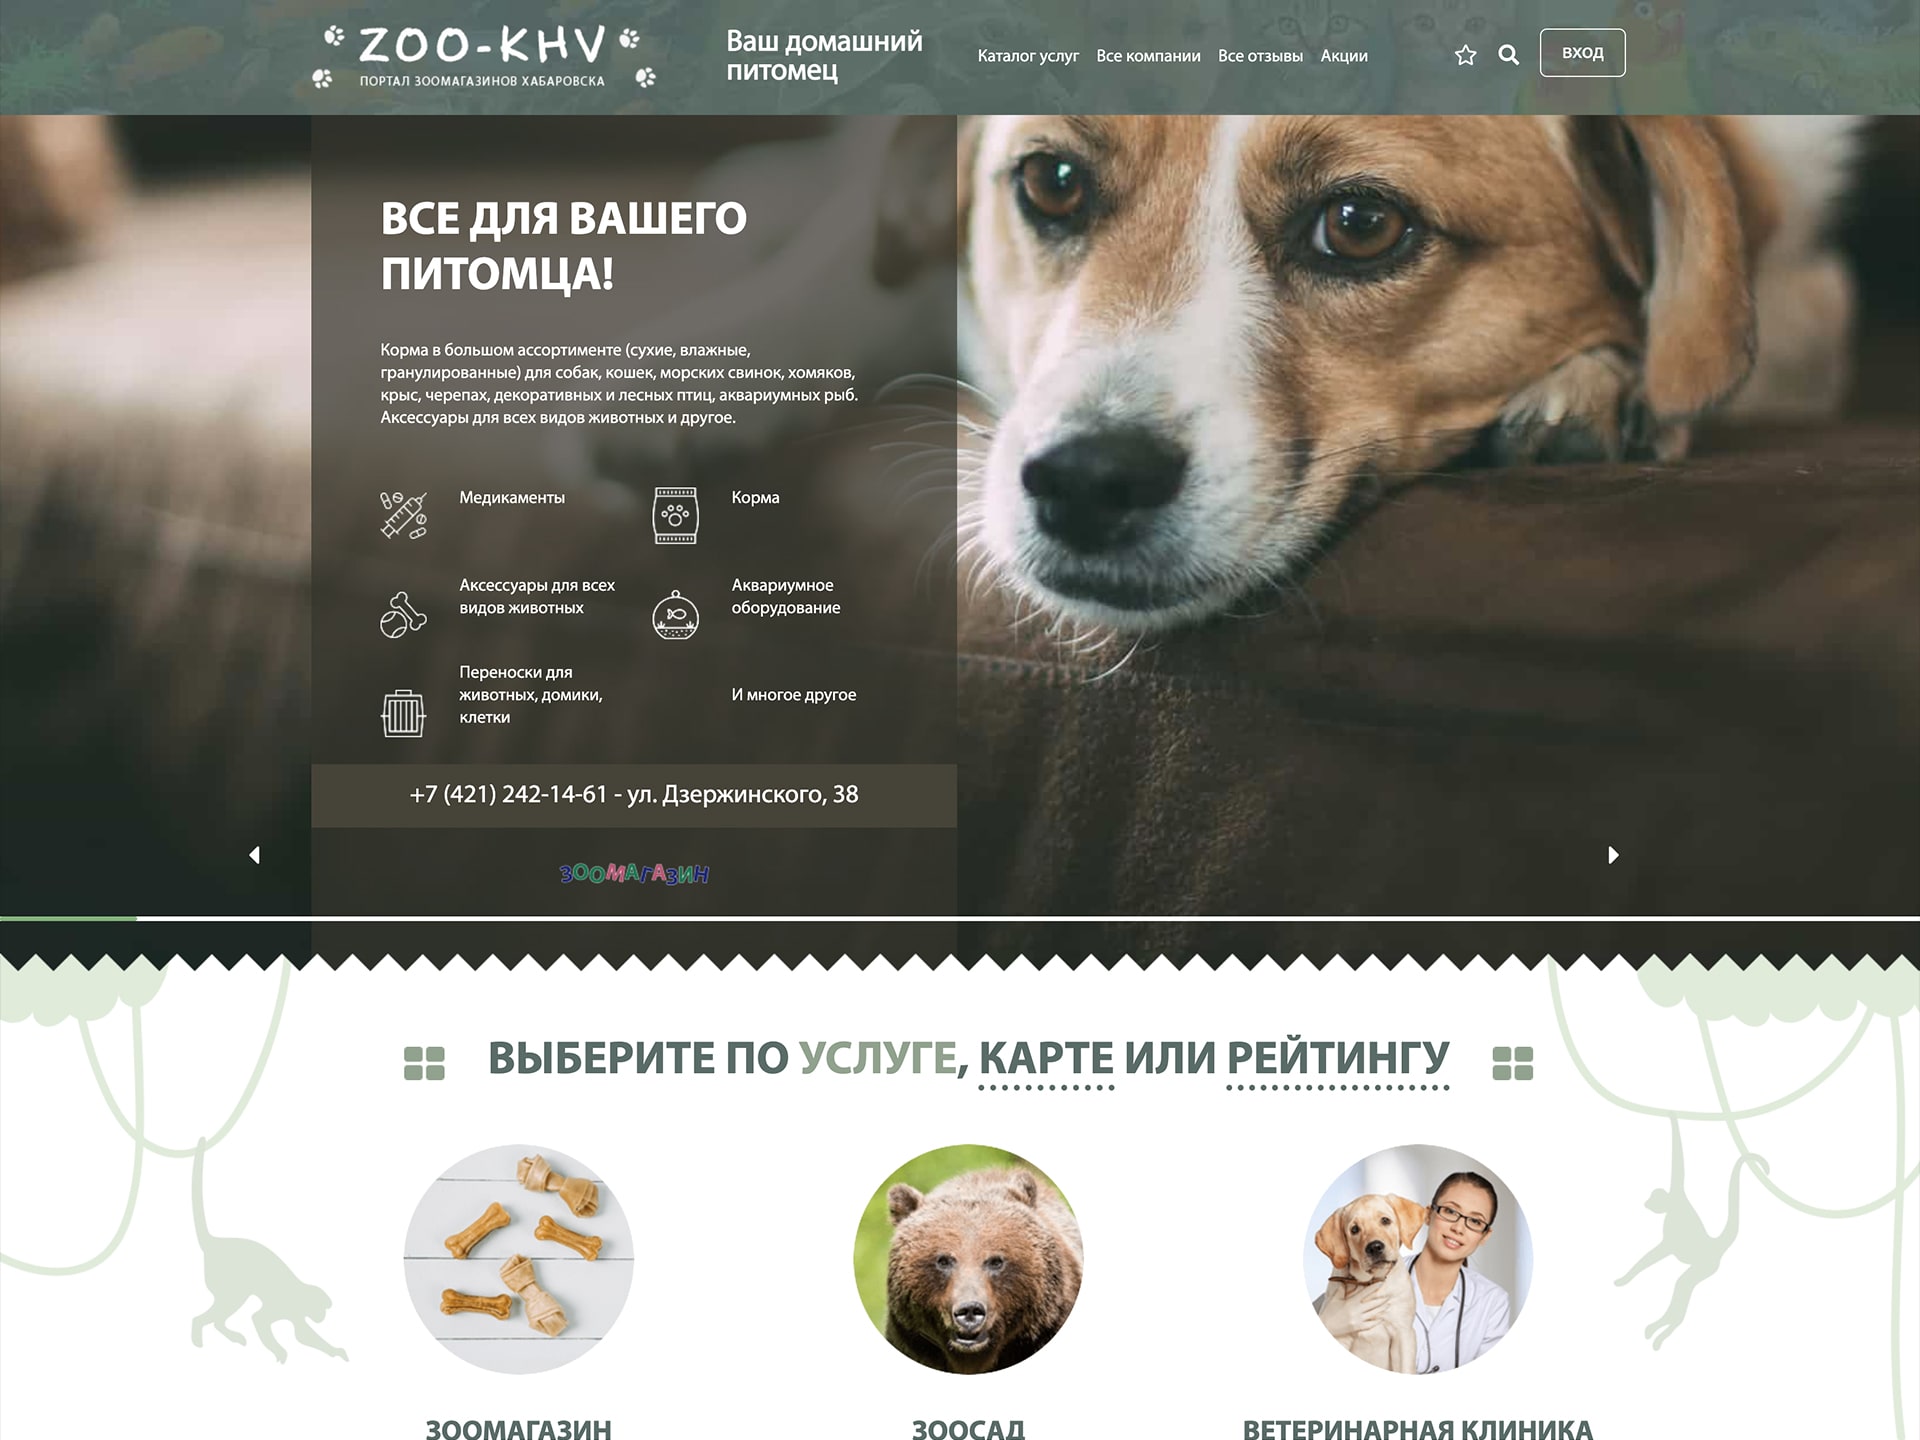 ZOO-KHV
ПОРТАЛ ЗООМАГАЗИНОВ ХАБАРОВСКА
Ваш домашний
питомец
Каталог услуг
Все компании
Все отзывы
Акции
ВХОД
ВСЕ ДЛЯ ВАШЕГО
ПИТОМЦА!
Корма в большом ассортименте (сухие, влажные,
гранулированные) для собак, кошек, морских свинок, хомяков,
крыс, черепах, декоративных и лесных птиц, аквариумных рыб.
Аксессуары для всех видов животных и другое.
Медикаменты
Корма
Аксессуары для всех
видов животных
Аквариумное
оборудование
Переноски для
животных, домики,
клетки
И многое другое
+7 (421) 242-14-61 - ул. Дзержинского, 38
ЗООМАГАЗИН
ВЫБЕРИТЕ ПО УСЛУГЕ, КАРТЕ ИЛИ РЕЙТИНГУ
ЗООМАГАЗИН
ЗООСАД
ВЕТЕРИНАРНАЯ КЛИНИКА